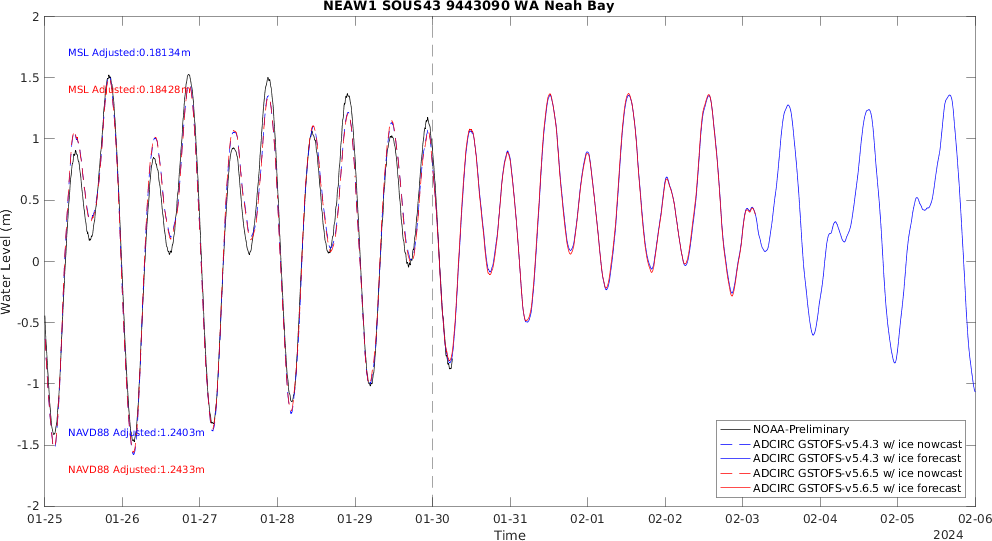 NEAW1 SOUS43 9443090 WA Neah Bay
2
1.5
1
0.5
0
-0.5
-1
-1.5
-2
Water Level (m)
MSL Adjusted:0.18134m
MSL Adjusted:0.18428m
NAVD88 Adjusted:1.2403m
NAVD88 Adjusted:1.2433m
NOAA-Preliminary
ADCIRC GSTOFS-v5.4.3 w/ ice nowcast
ADCIRC GSTOFS-v5.4.3 w/ ice forecast
ADCIRC GSTOFS-v5.6.5 w/ ice nowcast
ADCIRC GSTOFS-v5.6.5 w/ ice forecast
01-25 01-26 01-27 01-28 01-29 01-30 01-31 02-01 02-02 02-03 02-04 02-05 02-06
Time
2024